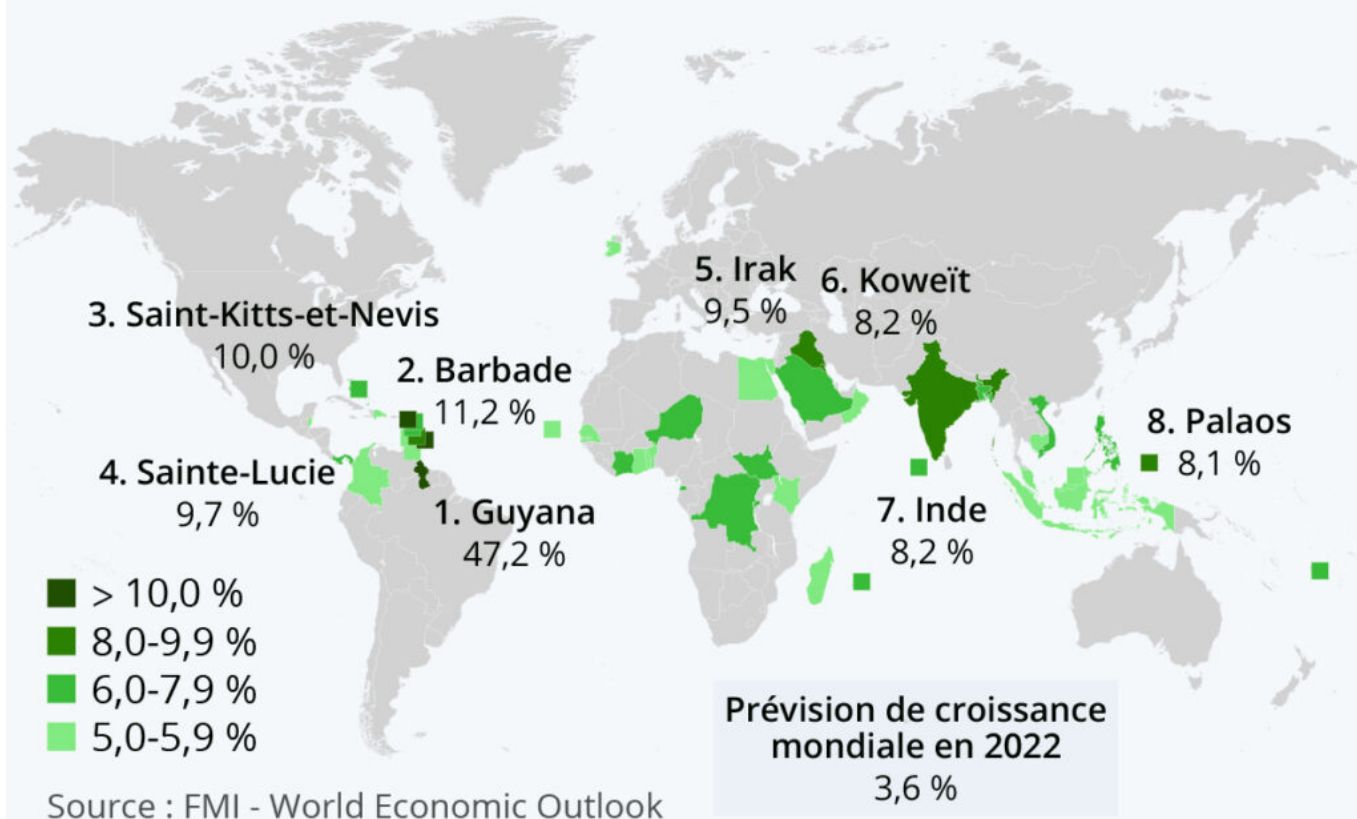 5. Irak
9,5 %
6. Koweït
8,2 %
3. Saint-Kitts-et-Nevis
10,0 %
2. Barbade
11,2 %
8. Palaos
8,1 %
4. Sainte-Lucie
9,7 %
1. Guyana
47,2 %
7. Inde
8,2 %
> 10,0 %
8,0-9,9 %
6,0-7,9 %
5,0-5,9 %
Prévision de croissance
mondiale en 2022
3,6 %
Source : FMI - World Economic Outlook